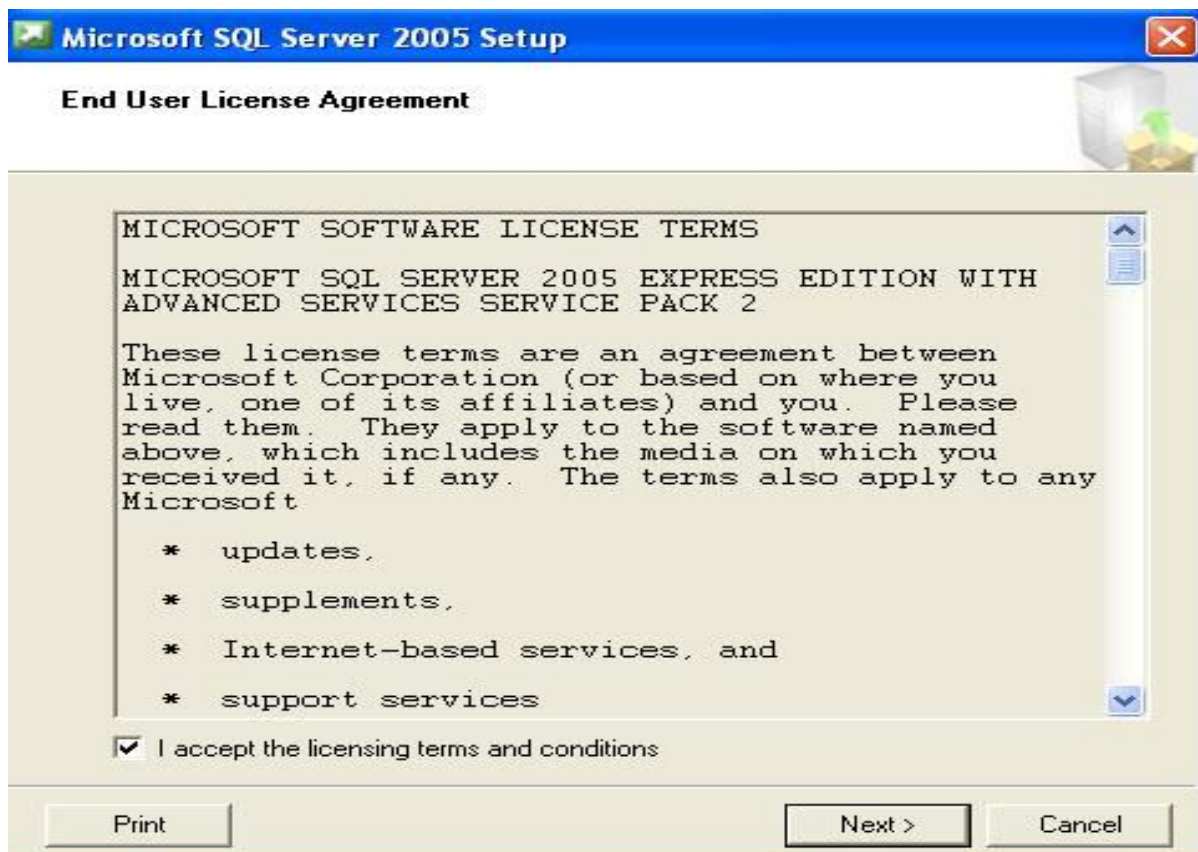 Microsoft SQL Server 2005 Setup
End User License Agreement
MICROSOFT SOFTWARE LICENSE TERMS
MICROSOFT SQL SERVER 2005 EXPRESS EDITION WITH
ADVANCED SERVICES SERVICE PACK 2
These license terms are an agreement between
Microsoft Corporation (or based on where you
live, one of its affiliates) and you.  Please
read them.  They apply to the software named
above, which includes the media on which you
received it, if any.  The terms also apply to any
Microsoft
*  updates,
*  supplements,
*  Internet-based services, and
*  support services
I accept the licensing terms and conditions
Print
Next >
Cancel